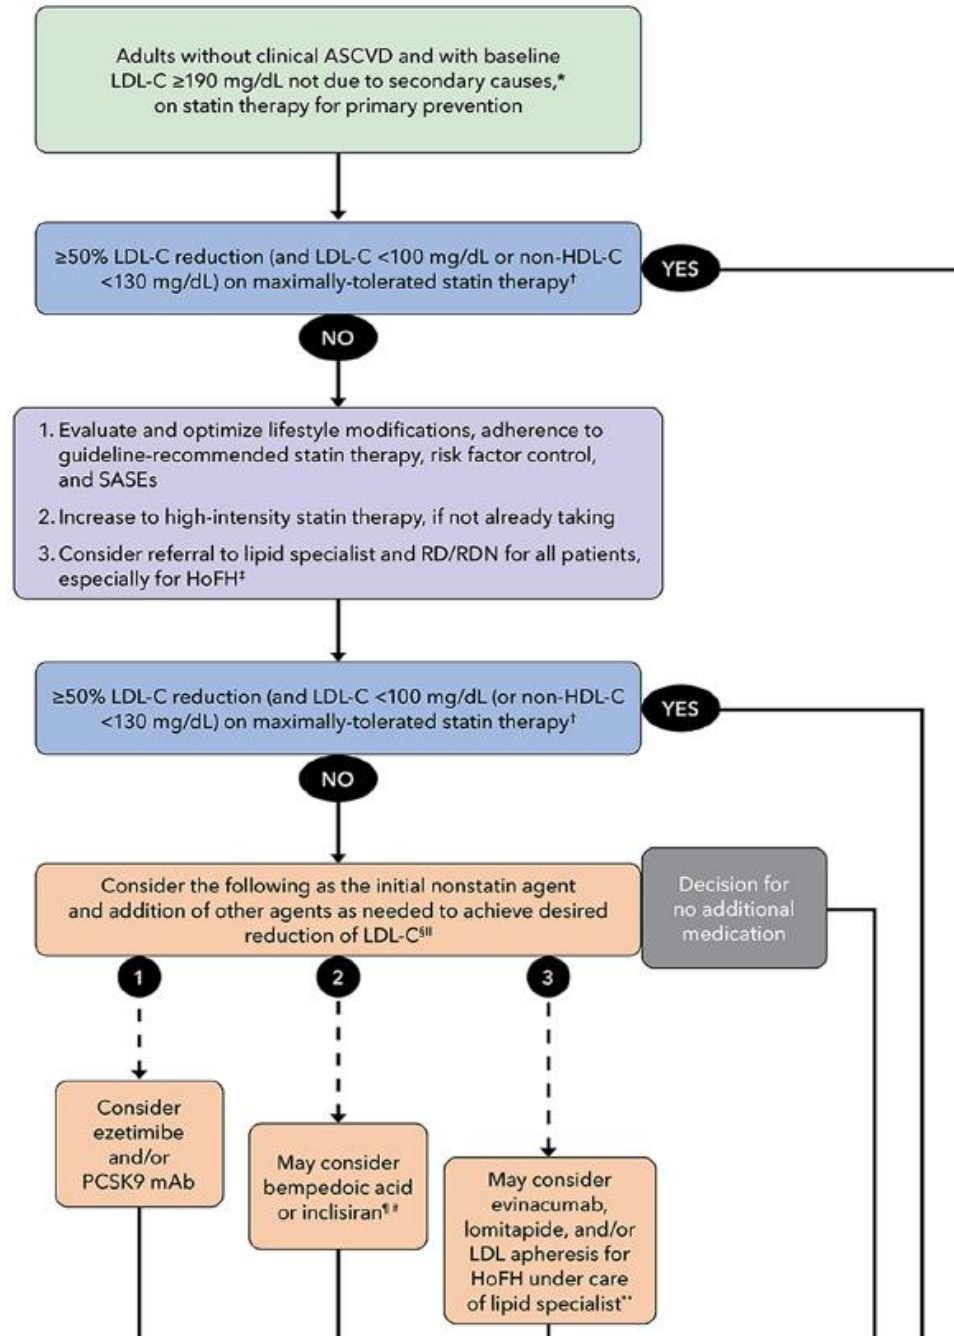 Adults without clinical ASCVD and with baseline
LDL-C ≥190 mg/dL not due to secondary causes,*
on statin therapy for primary prevention
≥50% LDL-C reduction (and LDL-C <100 mg/dL or non-HDL-C
<130 mg/dL) on maximally-tolerated statin therapy†
YES
NO
1. Evaluate and optimize lifestyle modifications, adherence to
guideline-recommended statin therapy, risk factor control,
and SASEs
2. Increase to high-intensity statin therapy, if not already taking
3. Consider referral to lipid specialist and RD/RDN for all patients,
especially for HoFH‡
≥50% LDL-C reduction (and LDL-C <100 mg/dL (or non-HDL-C
<130 mg/dL) on maximally-tolerated statin therapy†
YES
NO
Consider the following as the initial nonstatin agent
and addition of other agents as needed to achieve desired
reduction of LDL-C§ǁ
Decision for
no additional
medication
1
2
3
Consider
ezetimibe
and/or
PCSK9 mAb
May consider
bempedoic acid
or inclisiran¶#
May consider
evinacumab,
lomitapide, and/or
LDL apheresis for
HoFH under care
of lipid specialist**